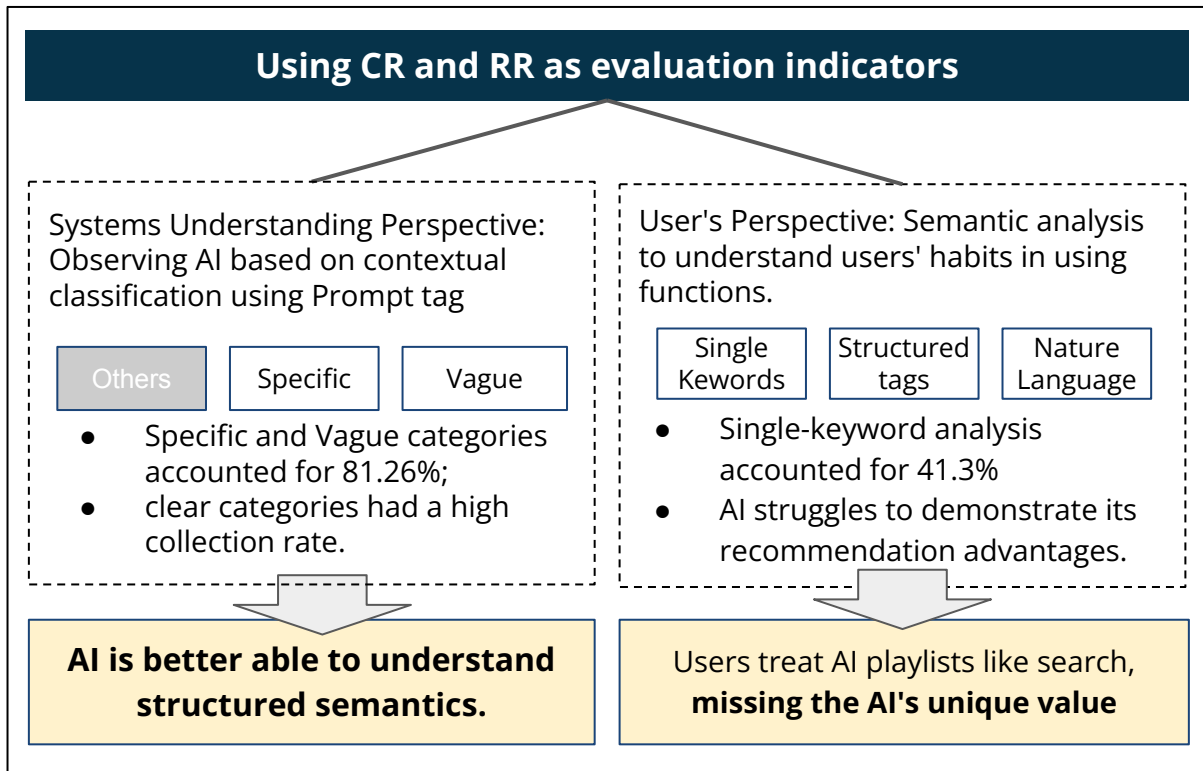 Using CR and RR as evaluation indicators
Systems Understanding Perspective:
Observing AI based on contextual
classification using Prompt tag
Others
Specific
Vague
● Specific and Vague categories
accounted for 81.26%;
● clear categories had a high
collection rate.
AI is better able to understand
structured semantics.
User's Perspective: Semantic analysis
to understand users' habits in using
functions.
Single
Kewords
Structured
tags
Nature
Language
● Single-keyword analysis
accounted for 41.3%
● AI struggles to demonstrate its
recommendation advantages.
Users treat AI playlists like search,
missing the AI's unique value